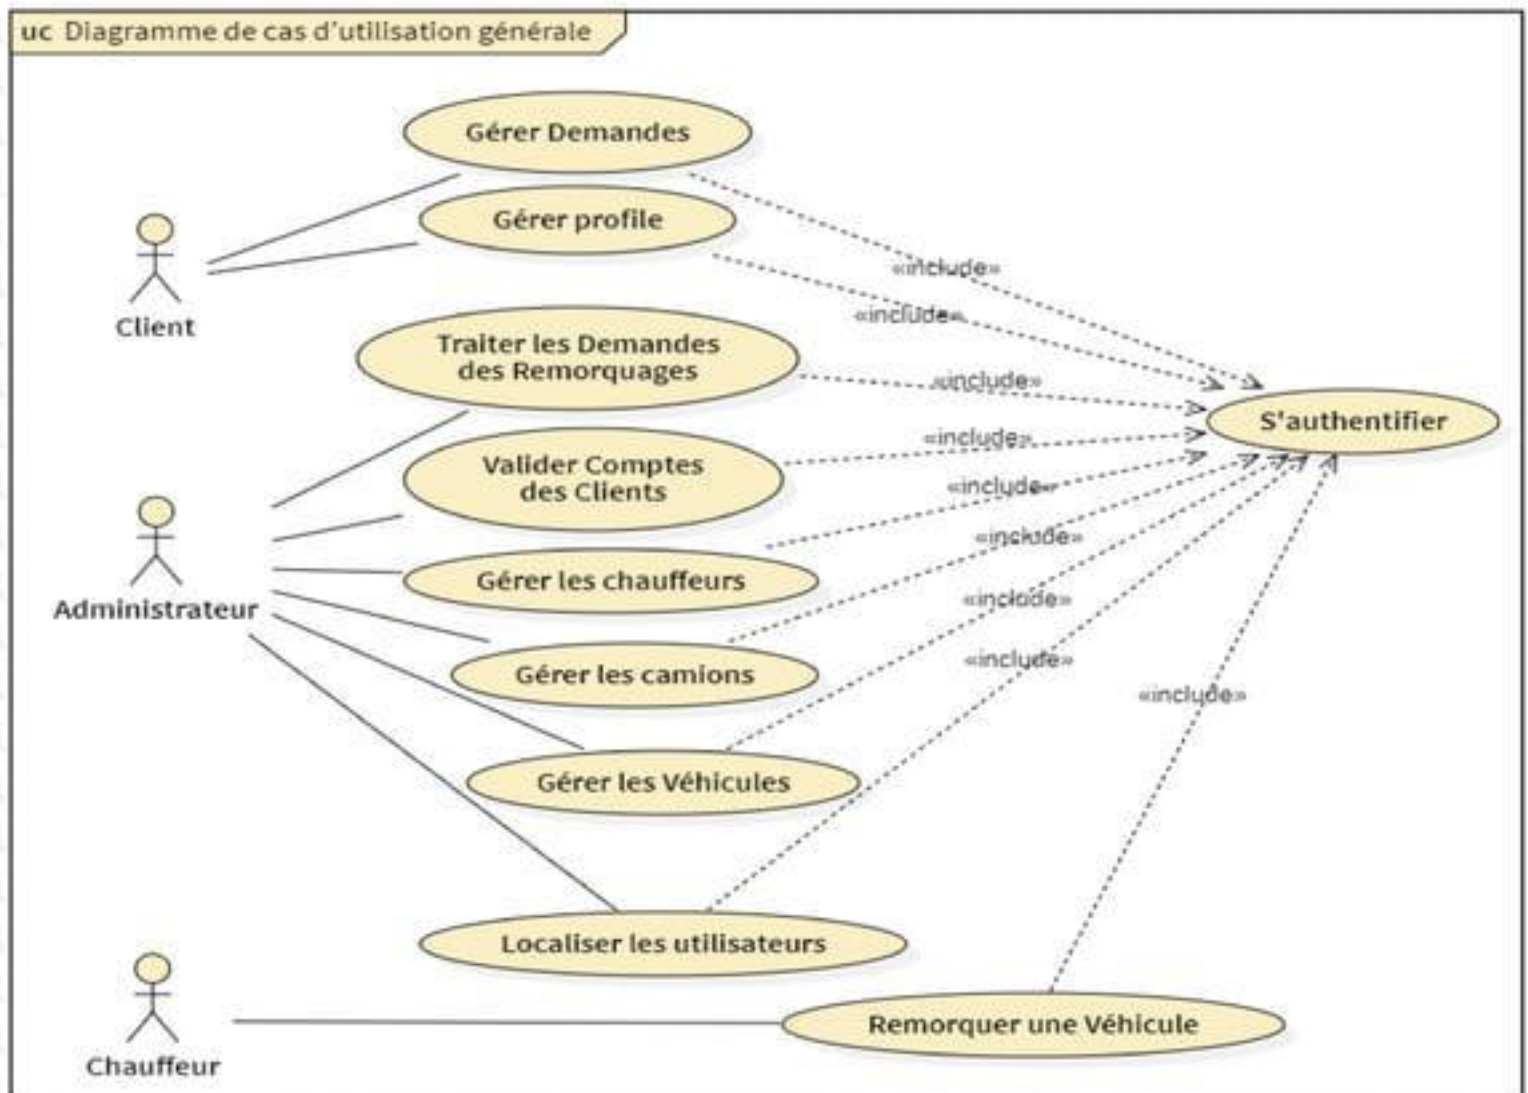 uc Diagramme de cas d'utilisation générale
Gérer Demandes
Gérer profile
«include»
«include»
Client
Traiter les Demandes
des Remorquages
«include»
S'authentifier
«include»
Valider Comptes
des Clients
«include»
«include»
Gérer les chauffeurs
Administrateur
«include»
Gérer les camions
«include»
«include»
Gérer les Véhicules
Localiser les utilisateurs
Remorquer une Véhicule
Chauffeur